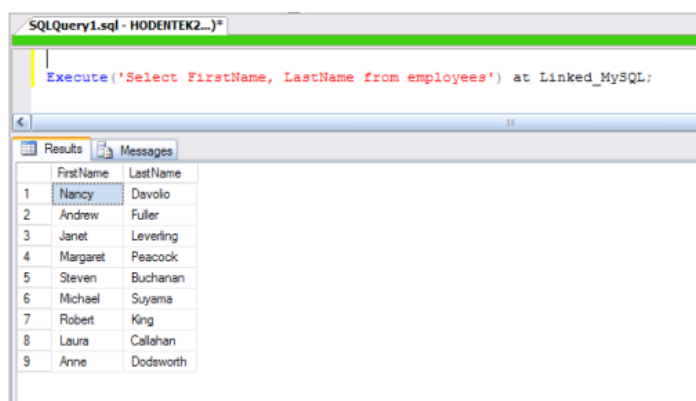 SQLQuery1.sql - HODENTEK2...)*
Execute('Select FirstName, LastName from employees') at Linked_MySQL;
Results Messages
FirstName LastName
1 Nancy Davolio
2 Andrew Fuller
3 Janet Leverling
4 Margaret Peacock
5 Steven Buchanan
6 Michael Suyama
7 Robert King
8 Laura Callahan
9 Anne Dodsworth